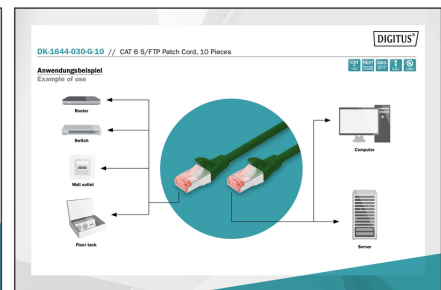 DIGITUS®
DK-1644-030-G-10 // CAT 6 S/FTP Patch Cord, 10 Pieces
Anwendungsbeispiel
Example of use
Router
Switch
Wall outlet
Floor tank
Computer
Server